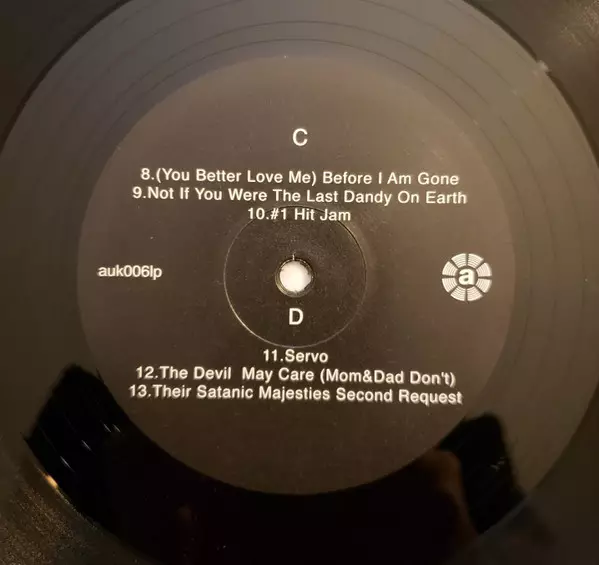 C
8.(You Better Love Me) Before I Am Gone
9.Not If You Were The Last Dandy On Earth
10.#1 Hit Jam
auk006lp
a
D
11.Servo
12.The Devil May Care (Mom&Dad Don't)
13.Their Satanic Majesties Second Request